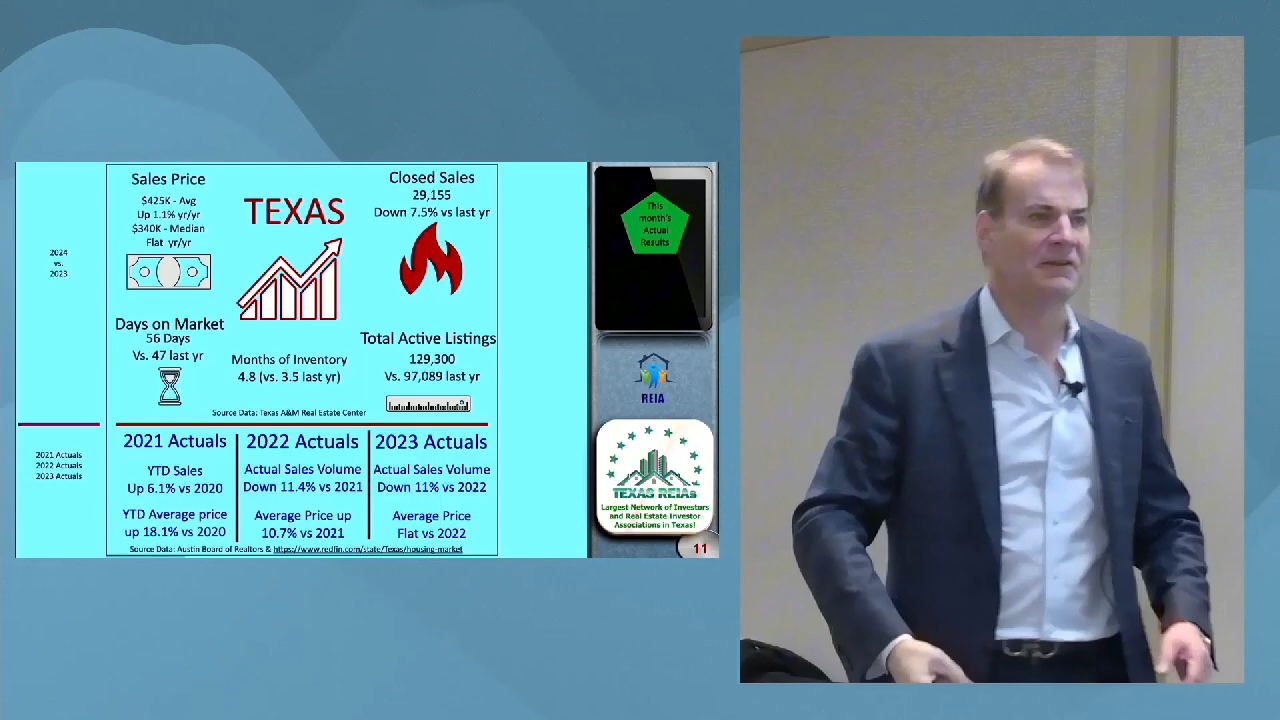 2024
vs.
2023
Sales Price
$425K - Avg
Up 1.1% yr/yr
$340K - Median
Flat yr/yr
TEXAS
Closed Sales
29,155
Down 7.5% vs last yr
Days on Market
56 Days
Vs. 47 last yr
Months of Inventory
4.8 (vs. 3.5 last yr)
Total Active Listings
129,300
Vs. 97,089 last yr
Source Data: Texas A&M Real Estate Center
2021 Actuals
2022 Actuals
2023 Actuals
2021 Actuals
YTD Sales
Up 6.1% vs 2020
YTD Average price
up 18.1% vs 2020
2022 Actuals
Actual Sales Volume
Down 11.4% vs 2021
Average Price up
10.7% vs 2021
2023 Actuals
Actual Sales Volume
Down 11% vs 2022
Average Price
Flat vs 2022
Source Data: Austin Board of Realtors & https://www.redfin.com/state/Texas/housing-market
This
month's
Actual
Results
REIA
TEXAS REIAs
Largest Network of Investors
and Real Estate Investor
Associations in Texas!
11